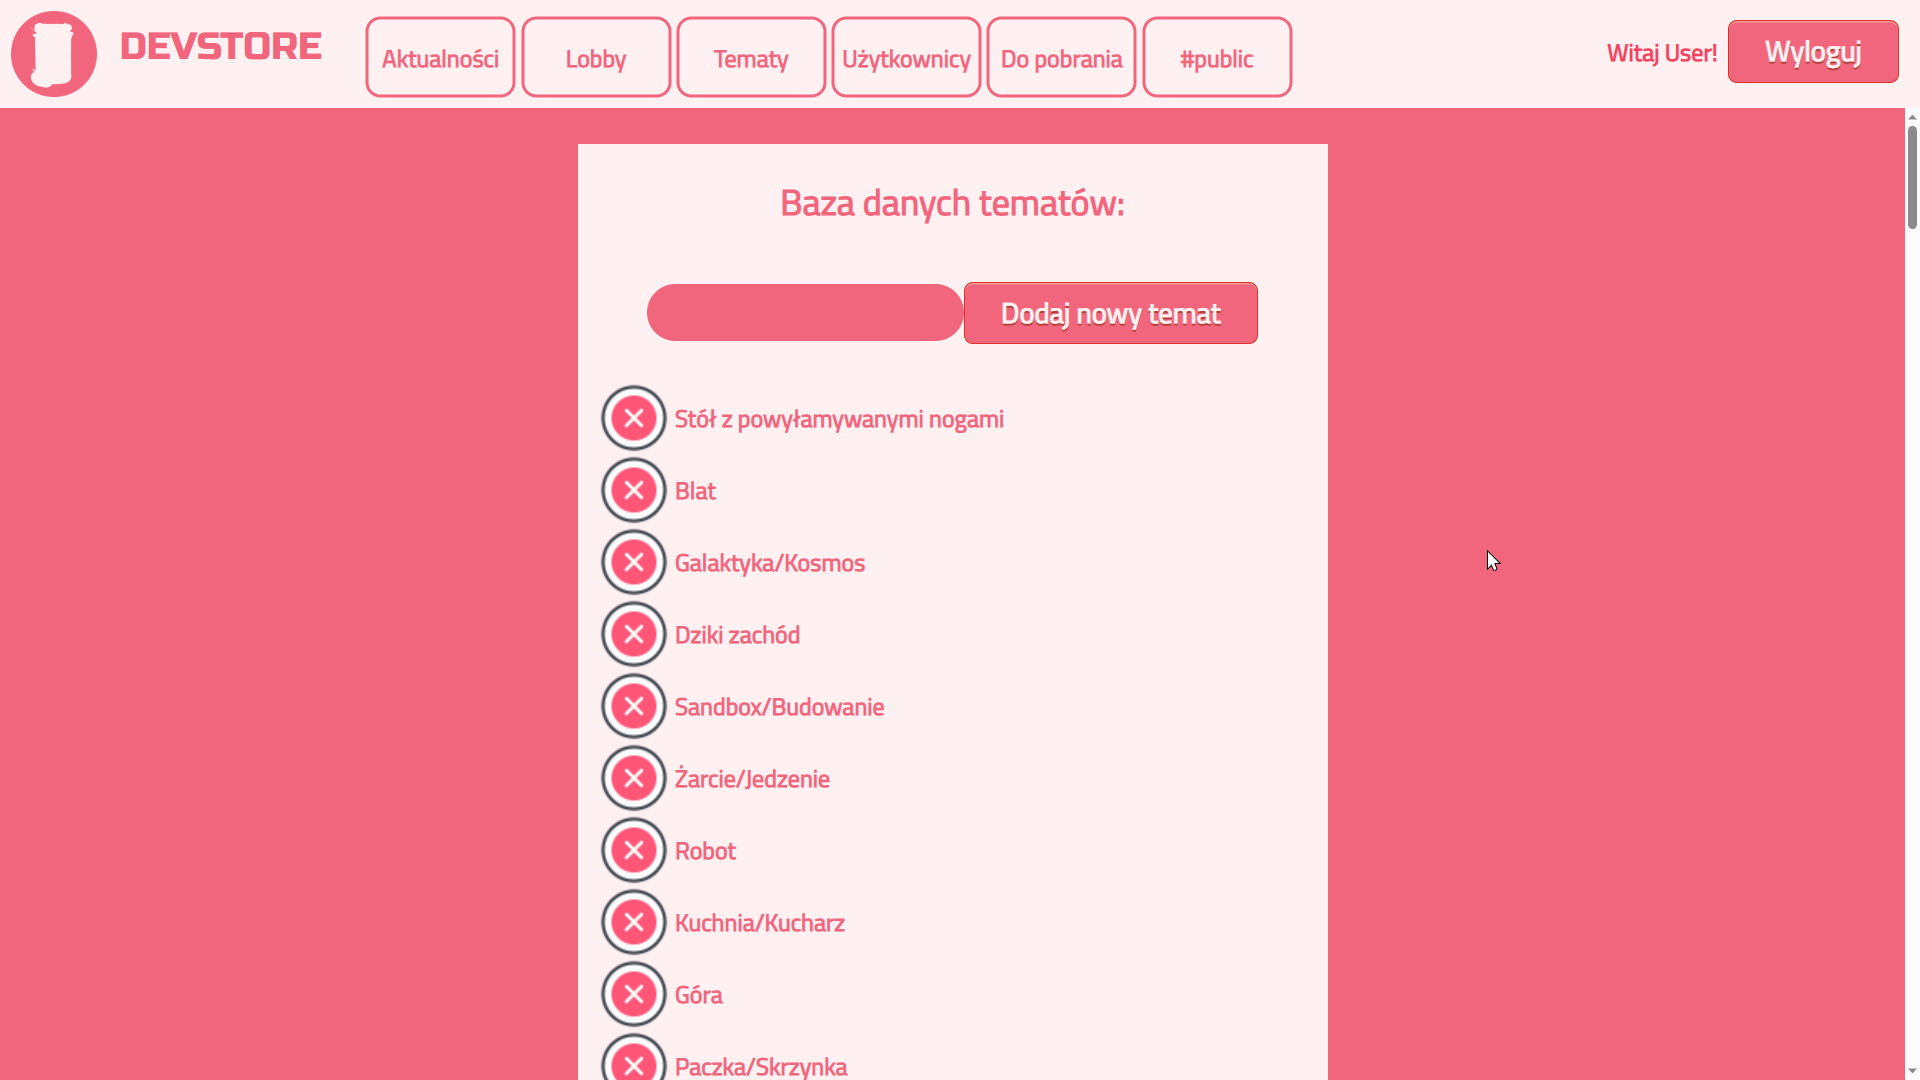 DEVSTORE
Aktualności
Lobby
Tematy
Użytkownicy
Do pobrania
#public
Witaj User!
Wyloguj
Baza danych tematów:
Dodaj nowy temat
Stół z powyłamywanymi nogami
Blat
Galaktyka/Kosmos
Dziki zachód
Sandbox/Budowanie
Żarcie/Jedzenie
Robot
Kuchnia/Kucharz
Góra
Paczka/Skrzynka